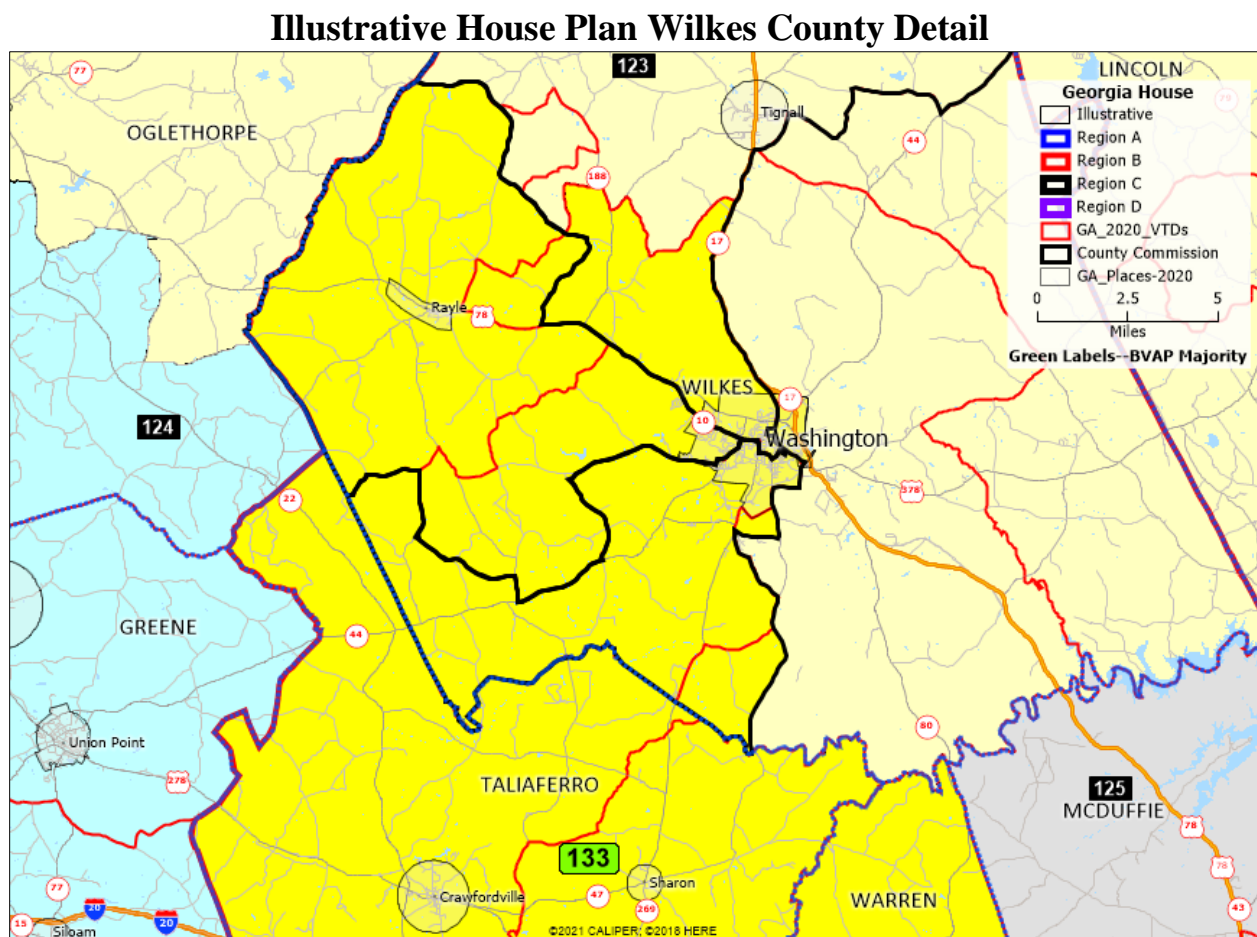 Illustrative House Plan Wilkes County Detail
123
77
LINCOLN
Georgia House
Illustrative
Region A
Region B
Region C
Region D
GA_2020_VTDs
County Commission
GA_Places-2020
0 2.5 5
Miles
Green Labels--BVAP Majority
79
Tignall
OGLETHORPE
44
188
17
43
Rayle
78
WILKES
17
10
124
Washington
22
378
GREENE
44
80
Union Point
278
TALIAFERRO
125
MCDUFFIE
78
133
78
77
Crawfordville
47
Sharon
269
WARREN
43
15
20
20
Siloam
©2021 CALIPER; ©2018 HERE